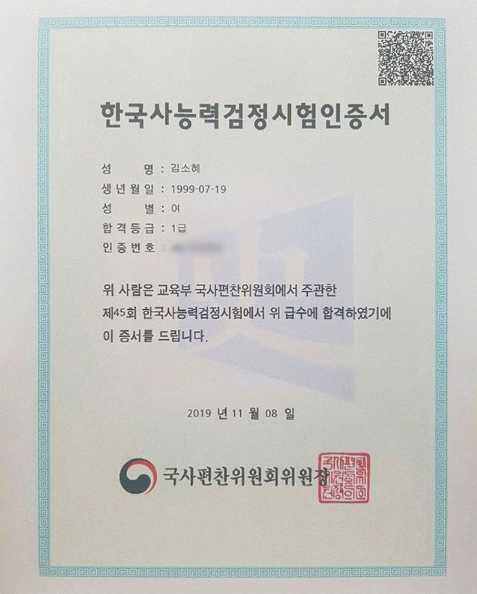 한국사능력검정시험인증서
성 명 : 김소혜
생년월일 : 1999-07-19
성 별 : 여
합격등급 : 1급
인증번호 :
위 사람은 교육부 국사편찬위원회에서 주관한
제45회 한국사능력검정시험에서 위 급수에 합격하였기에
이 증서를 드립니다.
2019 년 11 월 08 일
국사편찬위원회위원장